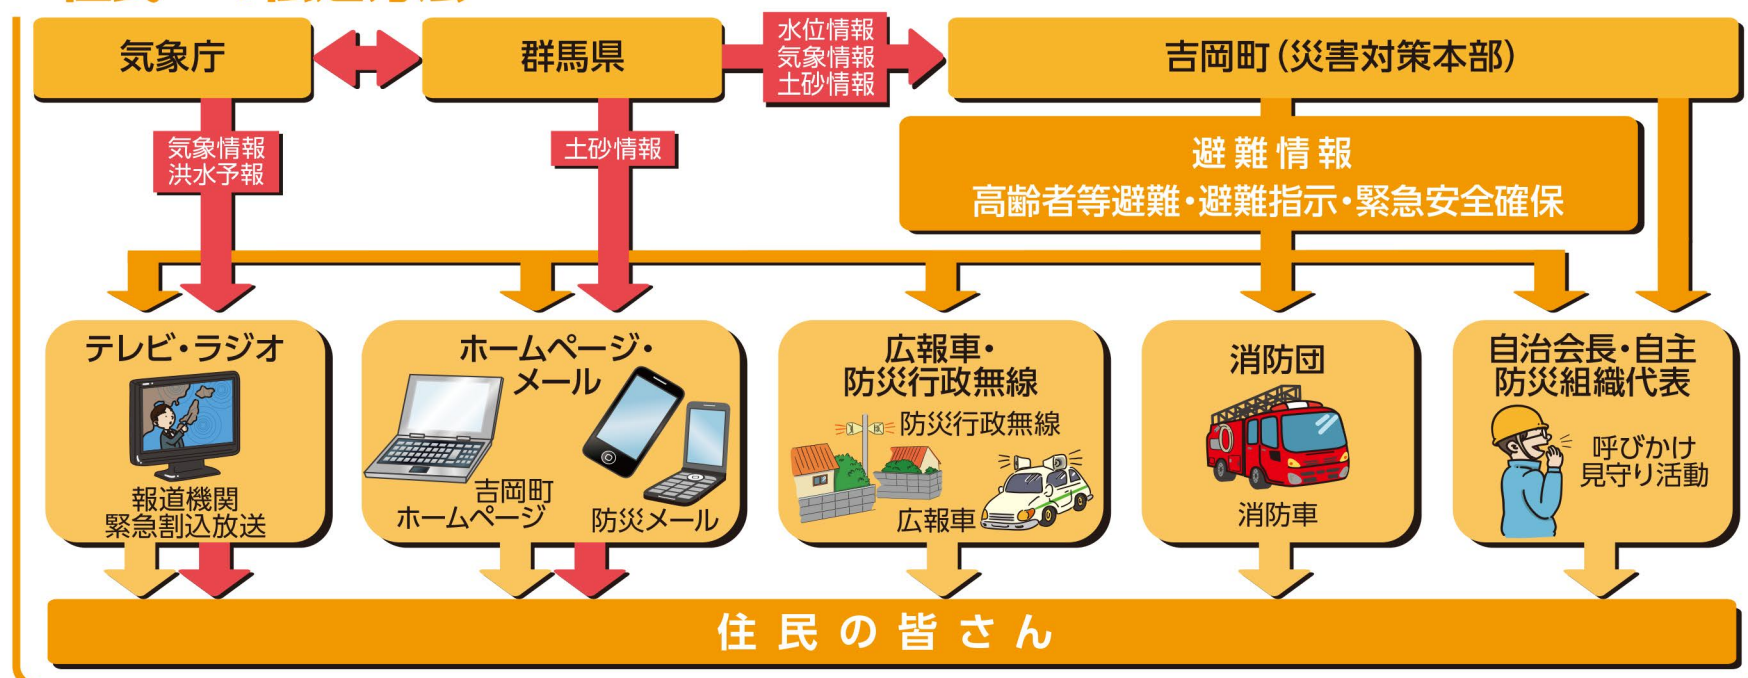 気象庁
群馬県
水位情報
気象情報
土砂情報
吉岡町(災害対策本部)
気象情報
洪水予報
土砂情報
避難情報
高齢者等避難・避難指示・緊急安全確保
テレビ・ラジオ
報道機関
緊急割込放送
ホームページ・
メール
吉岡町
ホームページ
防災メール
広報車・
防災行政無線
防災行政無線
広報車
消防団
消防車
自治会長・自主
防災組織代表
呼びかけ
見守り活動
住民の皆さん